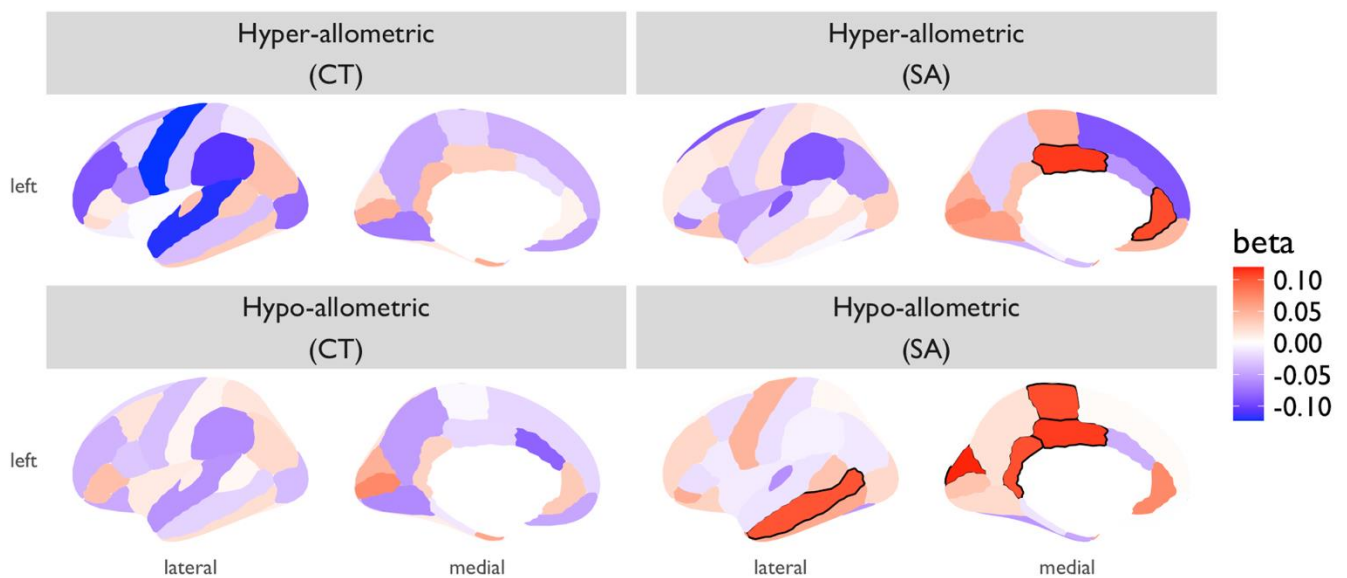 Hyper-allometric
(CT)
Hyper-allometric
(SA)
left
beta
0.10
0.05
0.00
-0.05
-0.10
Hypo-allometric
(CT)
Hypo-allometric
(SA)
left
lateral
medial
lateral
medial